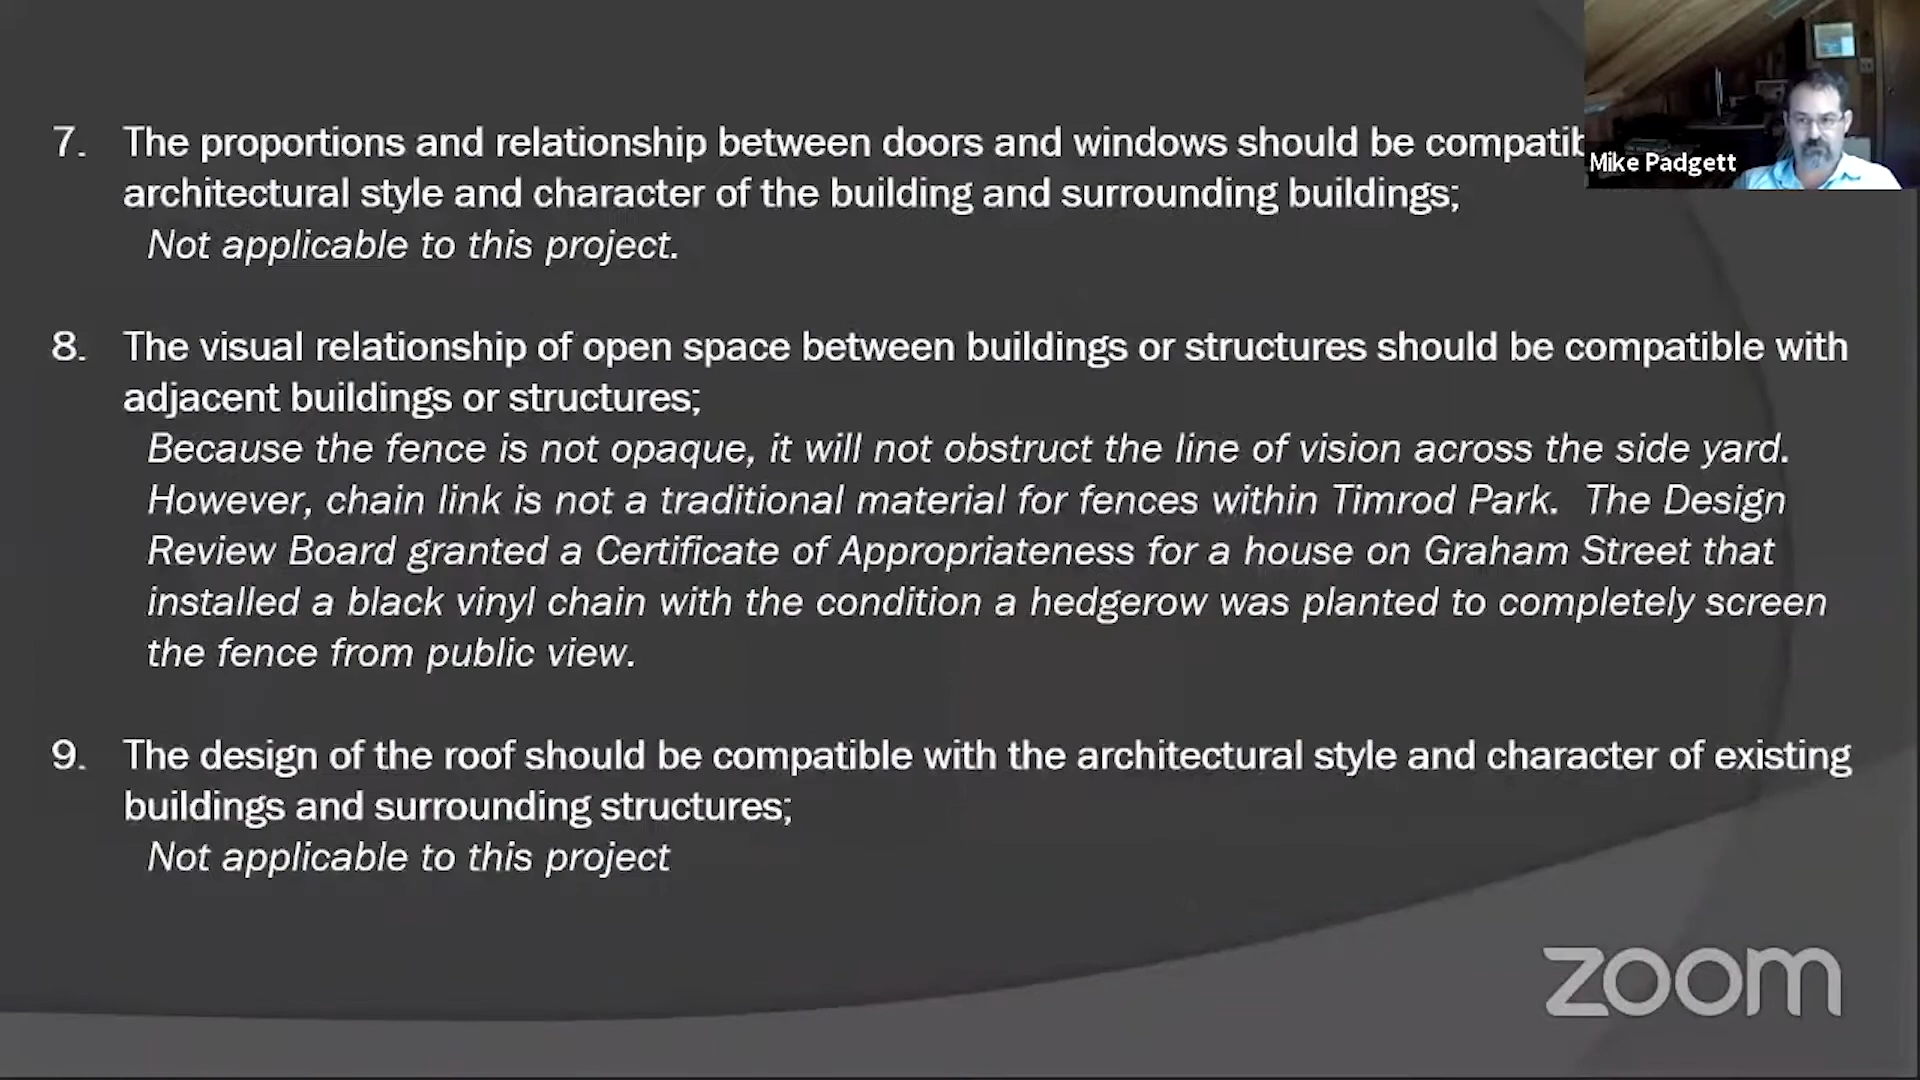 7. The proportions and relationship between doors and windows should be
architectural style and character of the building and surrounding buildings;
Not applicable to this project.
8. The visual relationship of open space between buildings or structures should be compatible with
adjacent buildings or structures;
Because the fence is not opaque, it will not obstruct the line of vision across the side yard.
However, chain link is not a traditional material for fences within Timrod Park. The Design
Review Board granted a Certificate of Appropriateness for a house on Graham Street that
installed a black vinyl chain with the condition a hedgerow was planted to completely screen
the fence from public view.
9. The design of the roof should be compatible with the architectural style and character of existing
buildings and surrounding structures;
Not applicable to this project
Mike Padgett
zoom